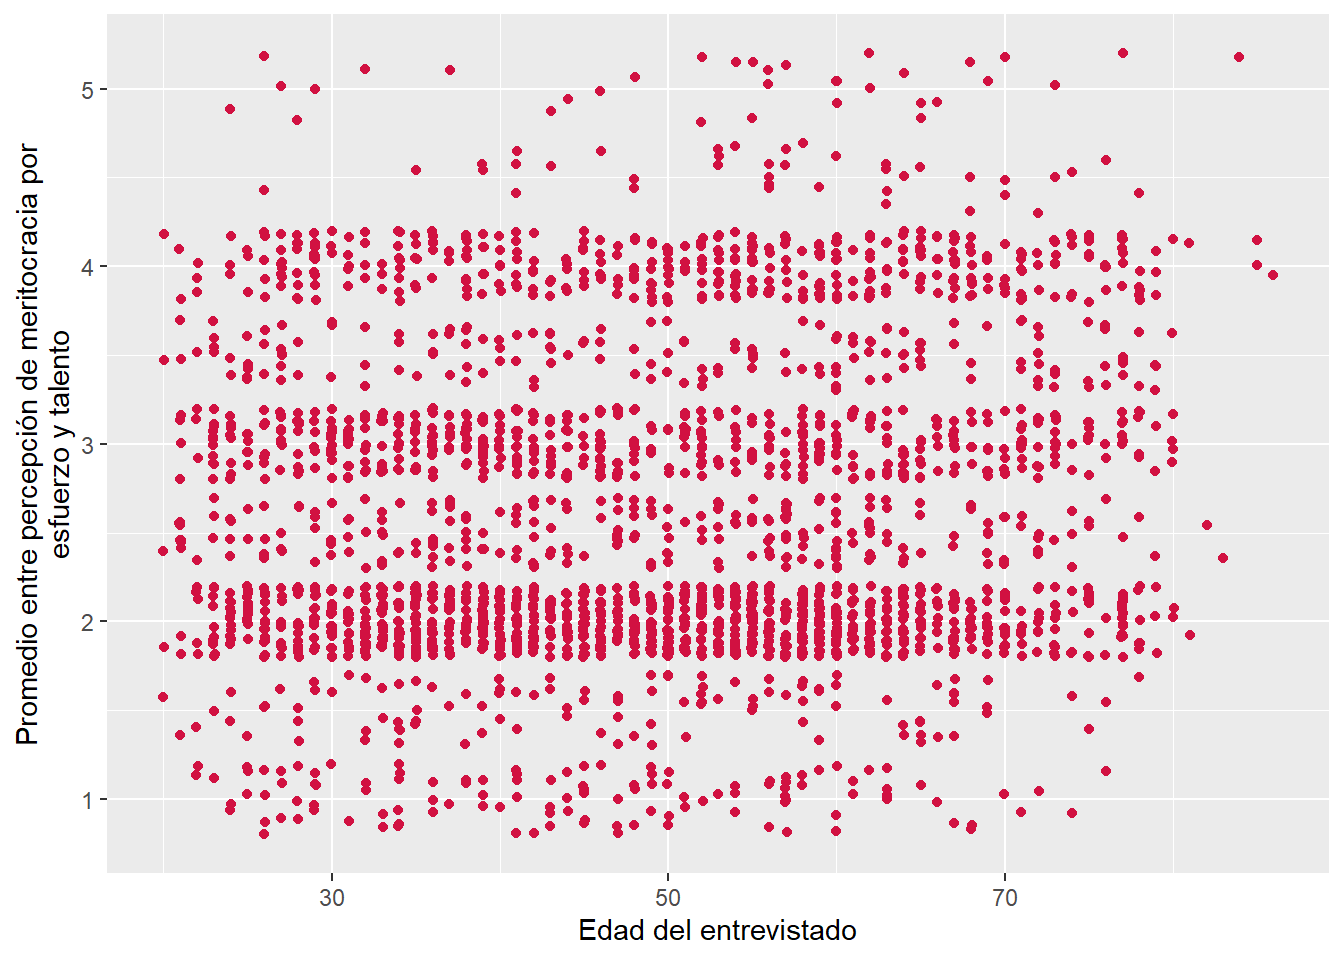 Promedio entre percepción de meritocracia por
esfuerzo y talento
5
4
3
2
1
30
50
70
Edad del entrevistado